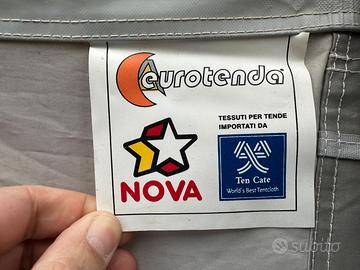 eurotenda
TESSUTI PER TENDE
IMPORTATI DA
NOVA
Ten Cate
World's Best Tentcloth
subito